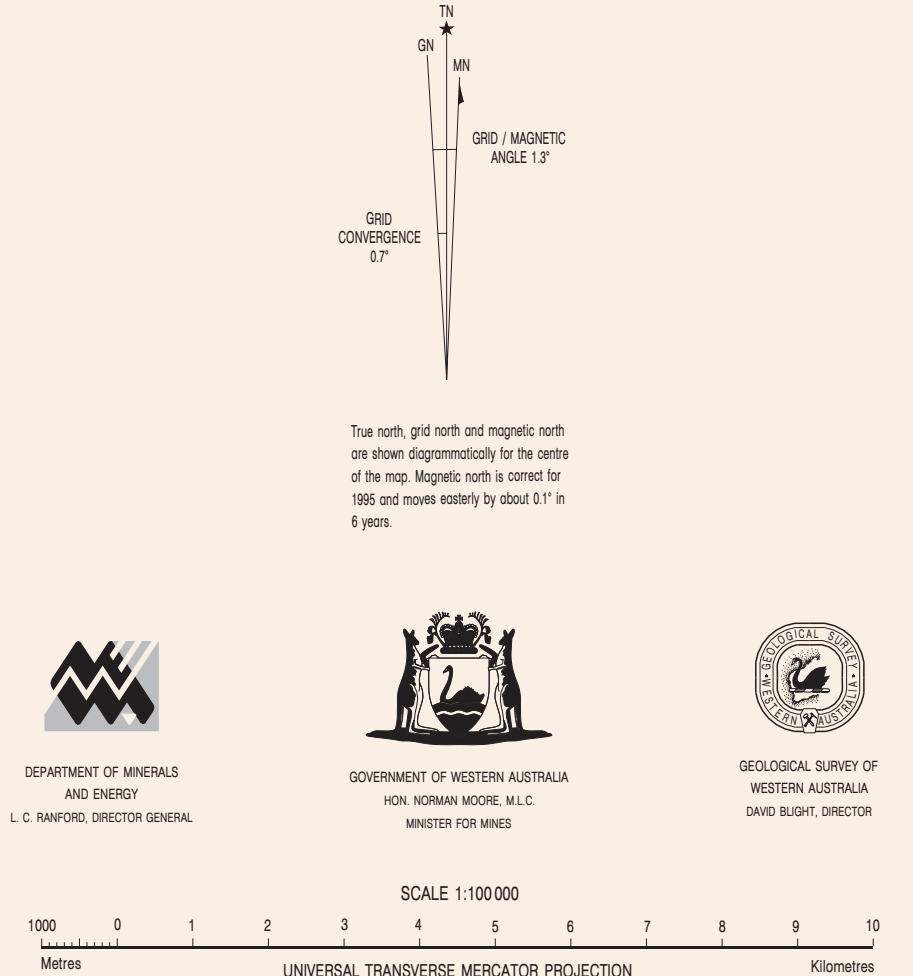 TN
GN
MN
GRID / MAGNETIC
ANGLE 1.3°
GRID
CONVERGENCE
0.7°
True north, grid north and magnetic north
are shown diagrammatically for the centre
of the map. Magnetic north is correct for
1995 and moves easterly by about 0.1° in
6 years.
DEPARTMENT OF MINERALS
AND ENERGY
L. C. RANFORD, DIRECTOR GENERAL
GOVERNMENT OF WESTERN AUSTRALIA
HON. NORMAN MOORE, M.L.C.
MINISTER FOR MINES
GEOLOGICAL SURVEY
WESTERN AUSTRALIA
GEOLOGICAL SURVEY OF
WESTERN AUSTRALIA
DAVID BLIGHT, DIRECTOR
SCALE 1:100 000
1000 0 1 2 3 4 5 6 7 8 9 10
Metres
Kilometres
UNIVERSAL TRANSVERSE MERCATOR PROJECTION